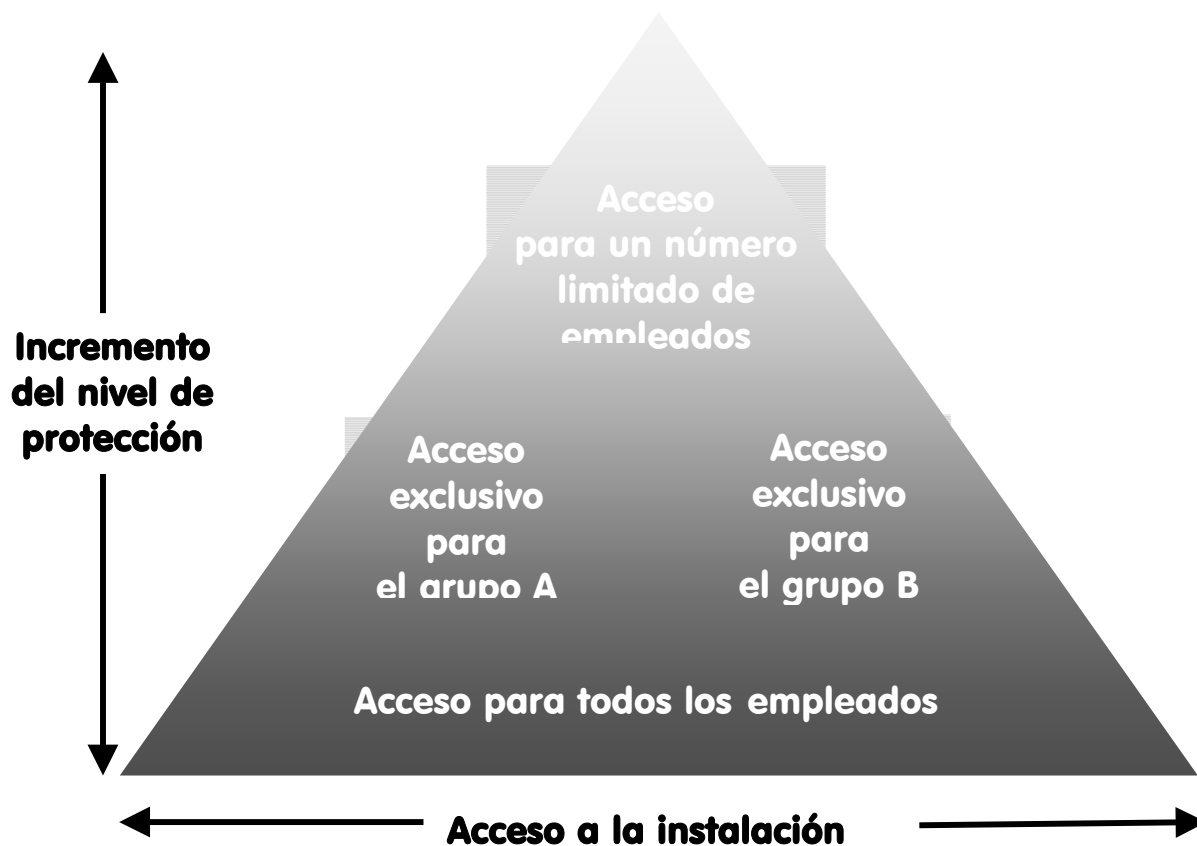 Acceso
para un número
limitado de
empleados
Incremento
del nivel de
protección
Acceso
exclusivo
para
el grupo A
Acceso
exclusivo
para
el grupo B
Acceso para todos los empleados
Acceso a la instalación